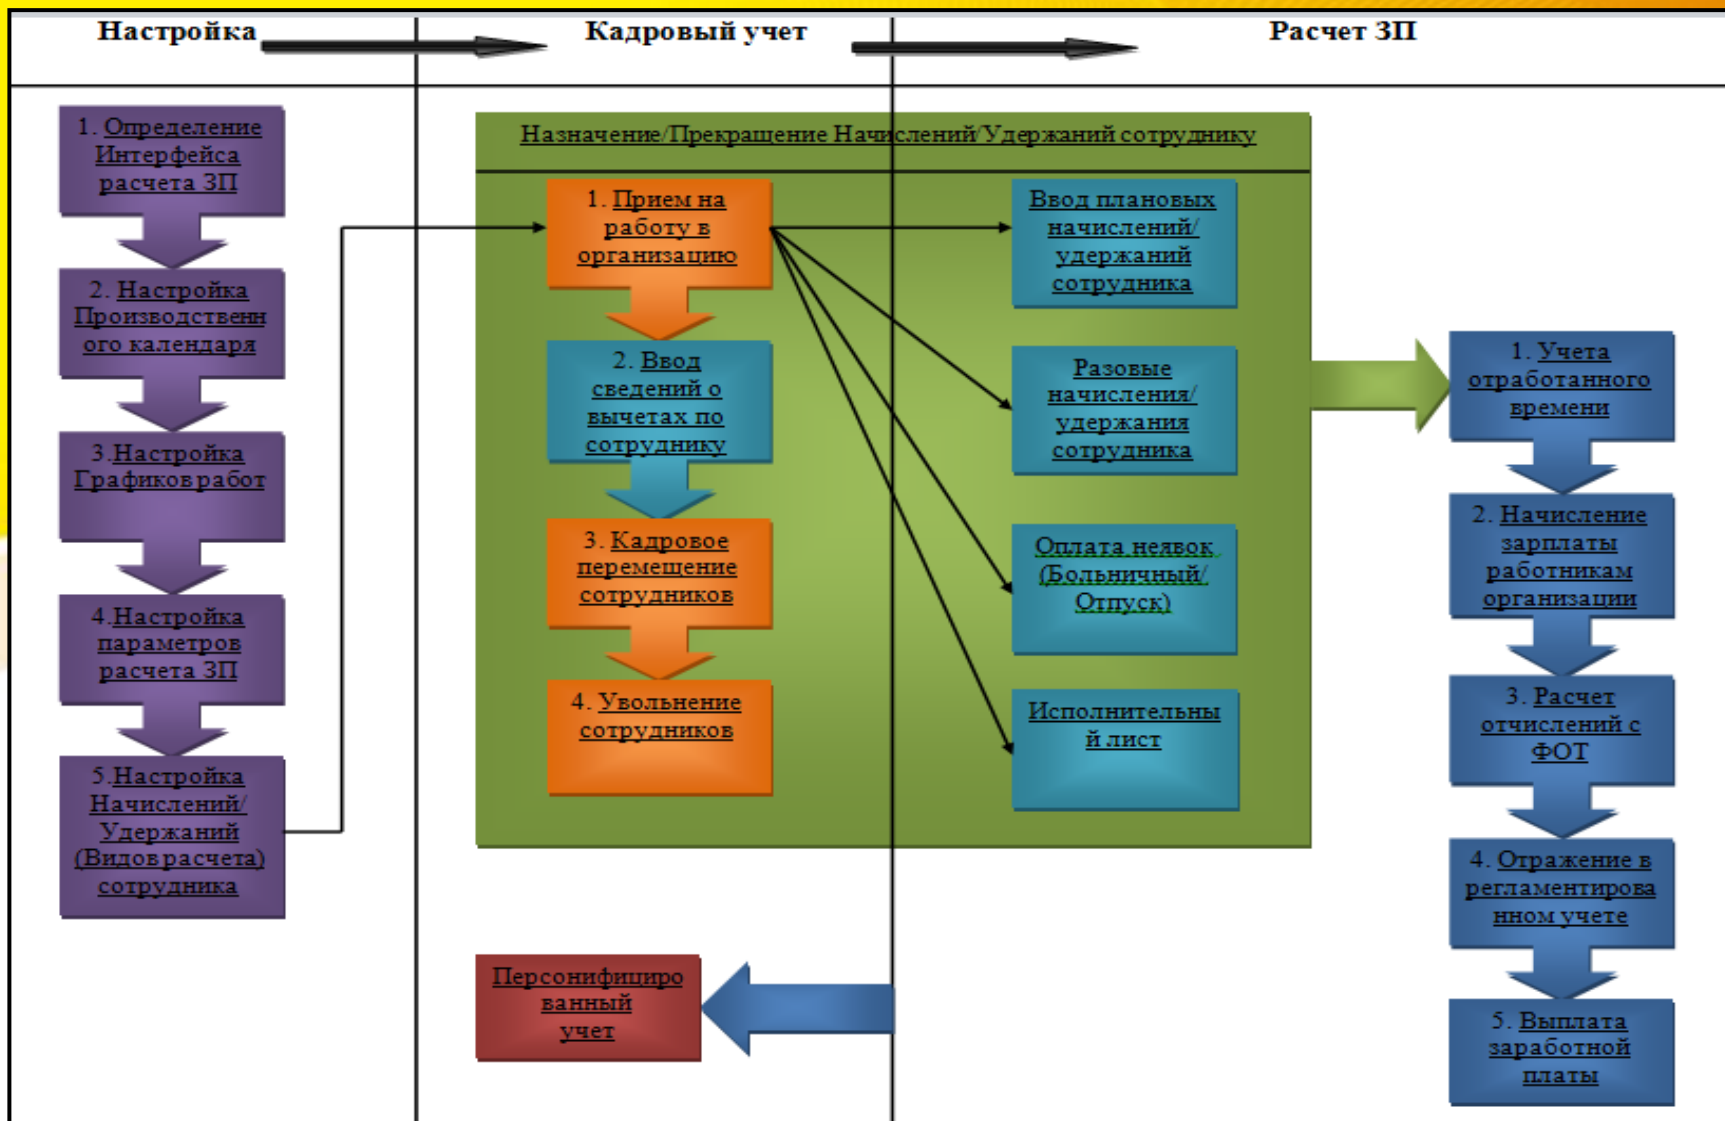 Настройка
Кадровый учет
Расчет ЗП
1. Определение
Интерфейса
расчета ЗП
2. Настройка
Производственн
ого календаря
3.Настройка
Графиков работ
4.Настройка
параметров
расчета ЗП
5.Настройка
Начислений/
Удержаний
(Видов расчета)
сотрудника
Назначение/Прекращение Начислений/Удержаний сотруднику
1. Прием на
работу в
организацию
2. Ввод
сведений о
вычетах по
сотруднику
3. Кадровое
перемещение
сотрудников
4. Увольнение
сотрудников
Ввод плановых
начислений/
удержаний
сотрудника
Разовые
начисления/
удержания
сотрудника
Оплата неявок
(Больничный/
Отпуск)
Исполнительны
й лист
Персонифициро
ванный
учет
1. Учета
отработанного
времени
2. Начисление
зарплаты
работникам
организации
3. Расчет
отчислений с
ФОТ
4. Отражение в
регламентирова
нном учете
5. Выплата
заработной
платы